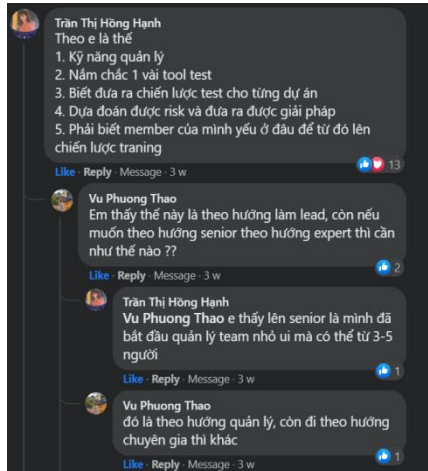 Trần Thị Hồng Hạnh
Theo e là thế
1. Kỹ năng quản lý
2. Nắm chắc 1 vài tool test
3. Biết đưa ra chiến lược test cho từng dự án
4. Dựa đoán được risk và đưa ra được giải pháp
5. Phải biết member của mình yếu ở đâu để từ đó lên
chiến lược traning
13
Like · Reply · Message · 3 w
Vu Phuong Thao
Em thấy thế này là theo hướng làm lead, còn nếu
muốn theo hướng senior theo hướng expert thì cần
như thế nào ??
2
Like · Reply · Message · 3 w
Trần Thị Hồng Hạnh
Vu Phuong Thao e thấy lên senior là mình đã
bắt đầu quản lý team nhỏ ui mà có thể từ 3-5
người
1
Like · Reply · Message · 3 w
Vu Phuong Thao
đó là theo hướng quản lý, còn đi theo hướng
chuyên gia thì khác
1
Like · Reply · Message · 3 w